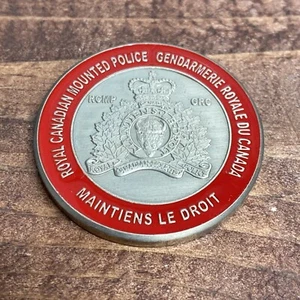 ROYAL CANADIAN MOUNTED POLICE GENDARMERIE ROYALE DU CANADA
RCMP GRC
MAINTIENS LE DROIT